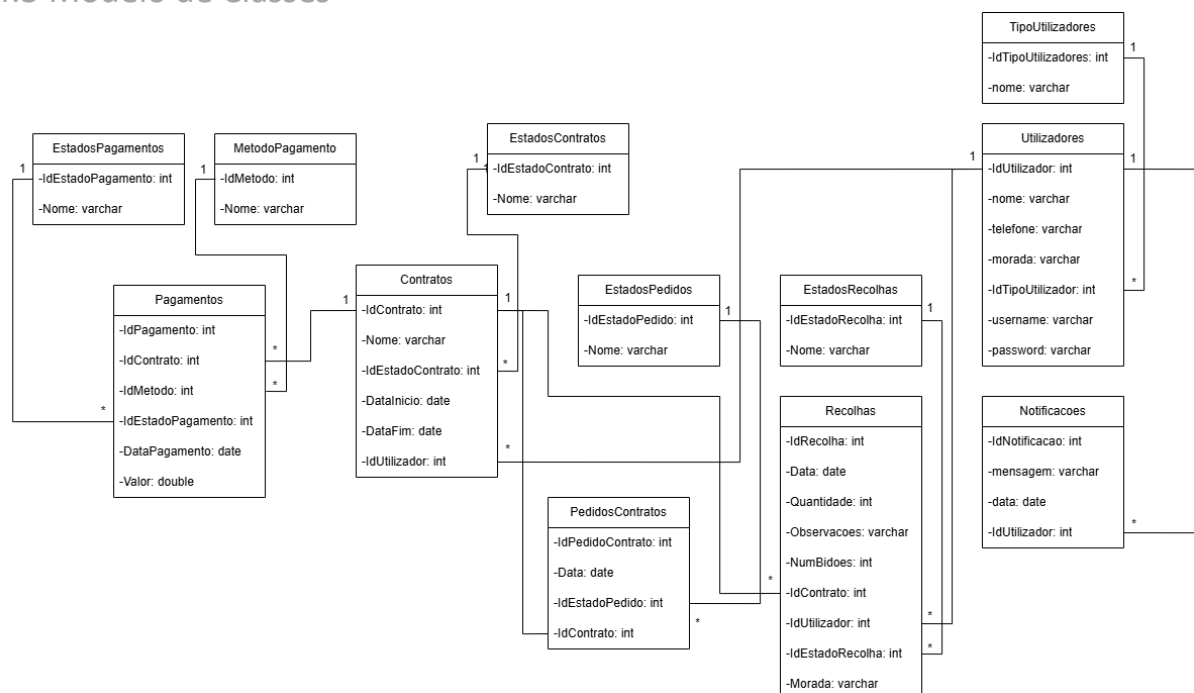 Modelo de Classes
TipoUtilizadores
-IdTipoUtilizadores: int
-nome: varchar
1
EstadosPagamentos
-IdEstadoPagamento: int
-Nome: varchar
1
MetodoPagamento
-IdMetodo: int
-Nome: varchar
1
EstadosContratos
-IdEstadoContrato: int
-Nome: varchar
1
1
Utilizadores
-IdUtilizador: int
-nome: varchar
-telefone: varchar
-morada: varchar
-IdTipoUtilizador: int
-username: varchar
-password: varchar
1
1
*
Pagamentos
-IdPagamento: int
-IdContrato: int
-IdMetodo: int
-IdEstadoPagamento: int
-DataPagamento: date
-Valor: double
*
*
*
Contratos
-IdContrato: int
-Nome: varchar
-IdEstadoContrato: int
-DataInicio: date
-DataFim: date
-IdUtilizador: int
1
1
*
*
EstadosPedidos
-IdEstadoPedido: int
-Nome: varchar
1
EstadosRecolhas
-IdEstadoRecolha: int
-Nome: varchar
1
PedidosContratos
-IdPedidoContrato: int
-Data: date
-IdEstadoPedido: int
-IdContrato: int
*
Recolhas
-IdRecolha: int
-Data: date
-Quantidade: int
-Observacoes: varchar
-NumBidoes: int
-IdContrato: int
-IdUtilizador: int
-IdEstadoRecolha: int
-Morada: varchar
*
*
*
Notificacoes
-IdNotificacao: int
-mensagem: varchar
-data: date
-IdUtilizador: int
*